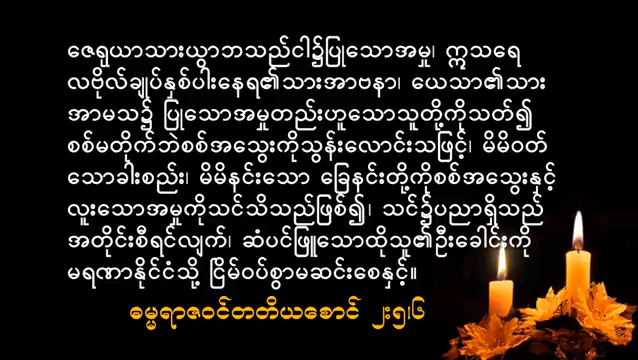 ဇေရုယာသားယွာဘသည်ငါ၌ပြုသောအမှု၊ ဣသရေ
လဗိုလ်ချုပ်နှစ်ပါးနေရ၏သားအာဗနာ၊ ယေသာ၏သား
အာမသ၌ ပြုသောအမှုတည်းဟူသောသူတို့ကိုသတ်၍
စစ်မတိုက်ဘဲစစ်အသွေးကိုသွန်းလောင်းသဖြင့်၊ မိမိဝတ်
သောခါးစည်း၊ မိမိနင်းသော ခြေနင်းတို့ကိုစစ်အသွေးနှင့်
လူးသောအမှုကိုသင်သိသည်ဖြစ်၍၊ သင်၌ပညာရှိသည်
အတိုင်းစီရင်လျက်၊ ဆံပင်ဖြူသောထိုသူ၏ဦးခေါင်းကို
မရဏာနိုင်ငံသို့ ငြိမ်ဝပ်စွာမဆင်းစေနှင့်။
ဓမ္မရာဇဝင်တတိယစောင် ၂း၅၊၆